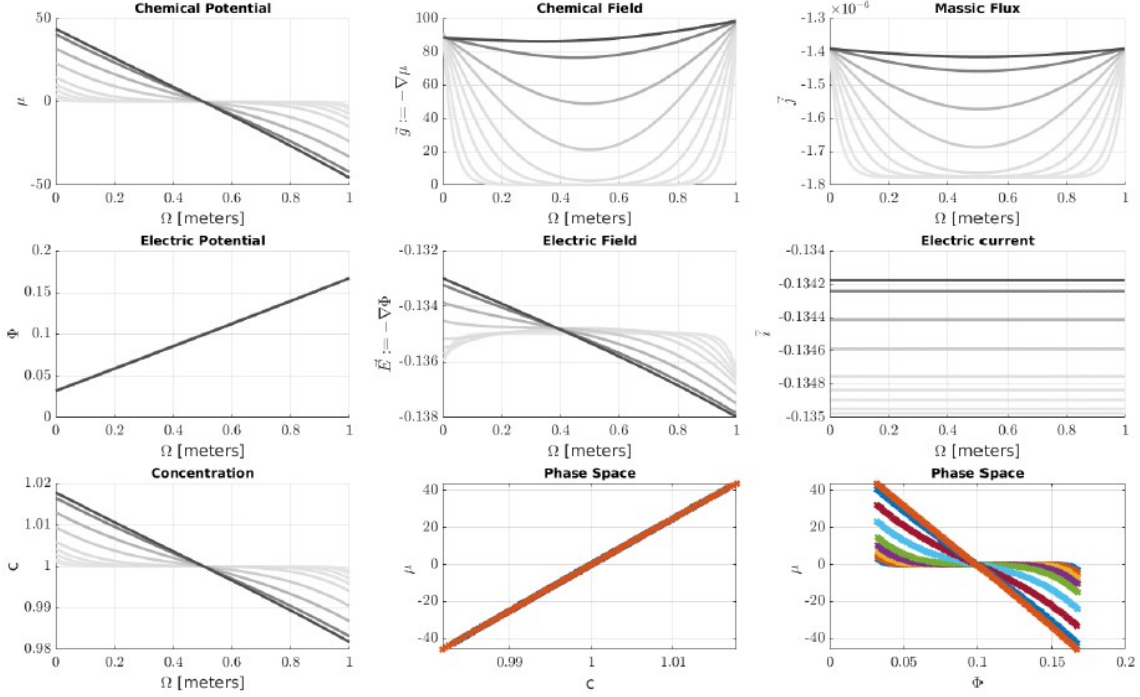 Chemical Potential
50
0
-50
μ
0 0.2 0.4 0.6 0.8 1
Ω [meters]
Chemical Field
100
80
60
40
20
0
g⃗ := −∇μ
0 0.2 0.4 0.6 0.8 1
Ω [meters]
Massic Flux
×10⁻⁶
-1.3
-1.4
-1.5
-1.6
-1.7
-1.8
j⃗
0 0.2 0.4 0.6 0.8 1
Ω [meters]
Electric Potential
0.2
0.15
0.1
0.05
0
Φ
0 0.2 0.4 0.6 0.8 1
Ω [meters]
Electric Field
-0.132
-0.134
-0.136
-0.138
E⃗ := −∇Φ
0 0.2 0.4 0.6 0.8 1
Ω [meters]
Electric current
-0.134
-0.1342
-0.1344
-0.1346
-0.1348
-0.135
0 0.2 0.4 0.6 0.8 1
Ω [meters]
Concentration
1.02
1.01
1
0.99
0.98
c
0 0.2 0.4 0.6 0.8 1
Ω [meters]
Phase Space
40
20
0
-20
-40
μ
0.99 1 1.01
c
Phase Space
40
20
0
-20
-40
μ
0 0.05 0.1 0.15 0.2
Φ